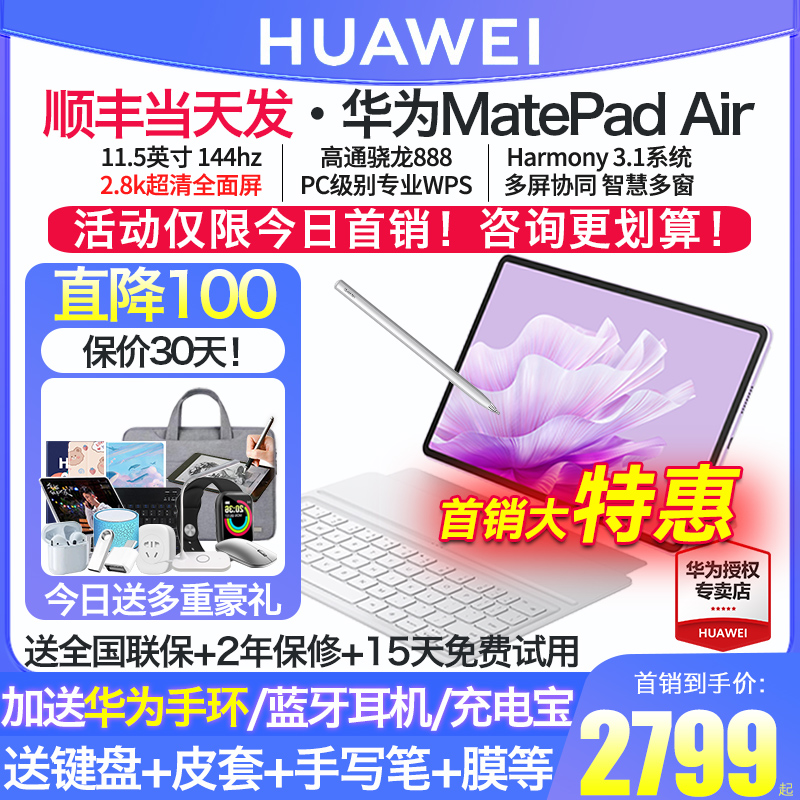 HUAWEI
顺丰当天发·华为MatePad Air
11.5英寸 144hz
2.8k超清全面屏
高通骁龙888
PC级别专业WPS
Harmony 3.1系统
多屏协同 智慧多窗
活动仅限今日首销！咨询更划算！
直降100
保价30天！
今日送多重豪礼
首销大特惠
华为授权
专卖店
HUAWEI
送全国联保+2年保修+15天免费试用
加送华为手环/蓝牙耳机/充电宝
送键盘+皮套+手写笔+膜等
首销到手价:
2799起